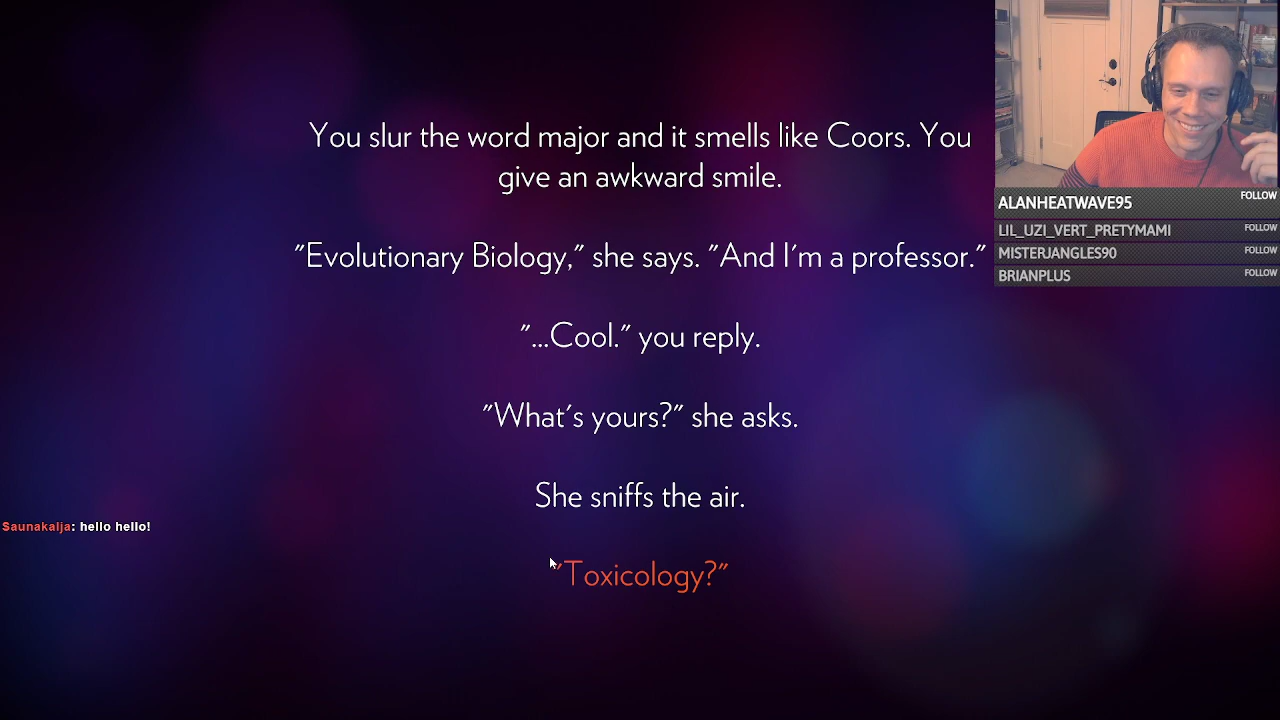 You slur the word major and it smells like Coors. You
give an awkward smile.
"Evolutionary Biology," she says. "And I'm a professor."
"...Cool." you reply.
"What's yours?" she asks.
She sniffs the air.
"Toxicology?"
Saunakalja: hello hello!
ALANHEATWAVE95 FOLLOW
LIL_UZI_VERT_PRETYMAMI FOLLOW
MISTERJANGLES90 FOLLOW
BRIANPLUS FOLLOW